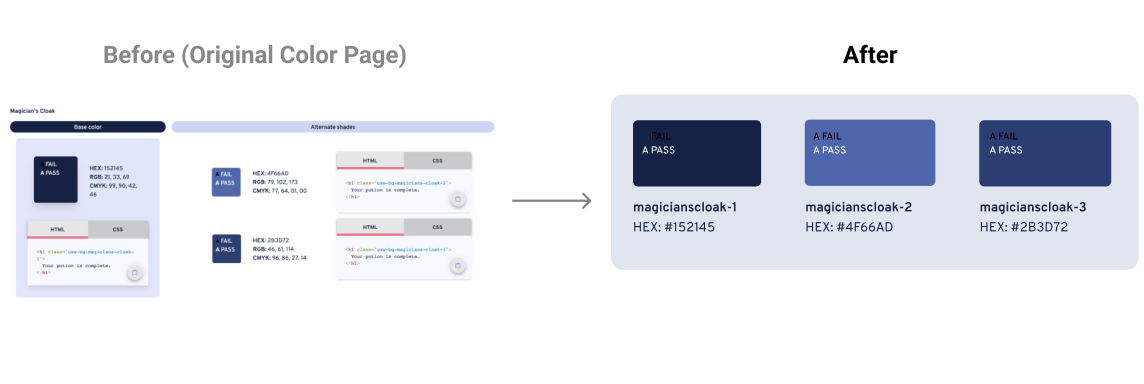 Before (Original Color Page)
Magician's Cloak
Base color
Alternate shades
A FAIL
A PASS
HEX: 152145
RGB: 21, 33, 69
CMYK: 99, 90, 42,
46
HTML
CSS
<h1 class="use-bg-magicians-cloak-
1">
Your potion is complete.
</h1>
A FAIL
A PASS
HEX: 4F66AD
RGB: 79, 102, 173
CMYK: 77, 64, 01, 00
HTML
CSS
<h1 class="use-bg-magicians-cloak-2">
Your potion is complete.
</h1>
A FAIL
A PASS
HEX: 2B3D72
RGB: 46, 61, 114
CMYK: 96, 86, 27, 14
HTML
CSS
<h1 class="use-bg-magicians-cloak-3">
Your potion is complete.
</h1>
After
FAIL
A PASS
magicianscloak-1
HEX: #152145
A FAIL
A PASS
magicianscloak-2
HEX: #4F66AD
A FAIL
A PASS
magicianscloak-3
HEX: #2B3D72